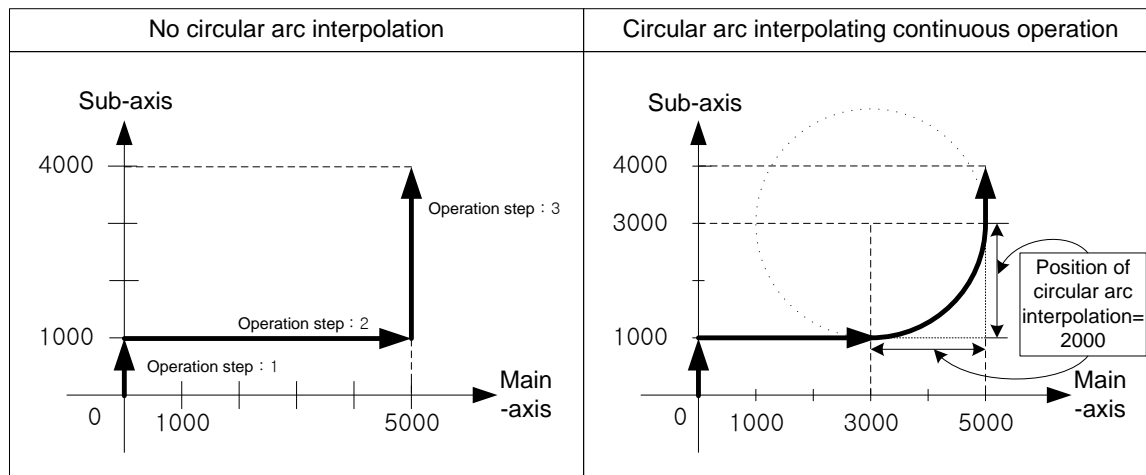 No circular arc interpolation
Circular arc interpolating continuous operation
Sub-axis
4000
Operation step : 3
Operation step : 2
1000
Operation step : 1
Main
-axis
0
1000
5000
Sub-axis
4000
3000
Position of
circular arc
interpolation=
2000
1000
Main
-axis
0
1000
3000
5000